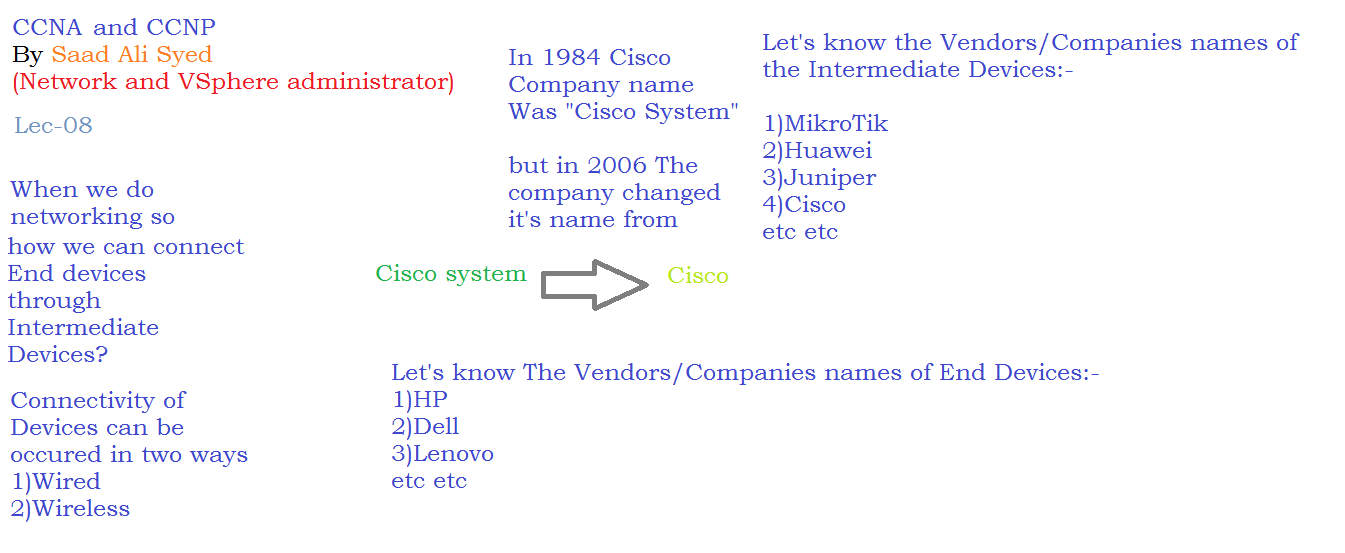 CCNA and CCNP
By Saad Ali Syed
(Network and VSphere administrator)
Lec-08
When we do
networking so
how we can connect
End devices
through
Intermediate
Devices?
Connectivity of
Devices can be
occured in two ways
1)Wired
2)Wireless
In 1984 Cisco
Company name
Was "Cisco System"
but in 2006 The
company changed
it's name from
Cisco system
Cisco
Let's know the Vendors/Companies names of
the Intermediate Devices:-
1)MikroTik
2)Huawei
3)Juniper
4)Cisco
etc etc
Let's know The Vendors/Companies names of End Devices:-
1)HP
2)Dell
3)Lenovo
etc etc